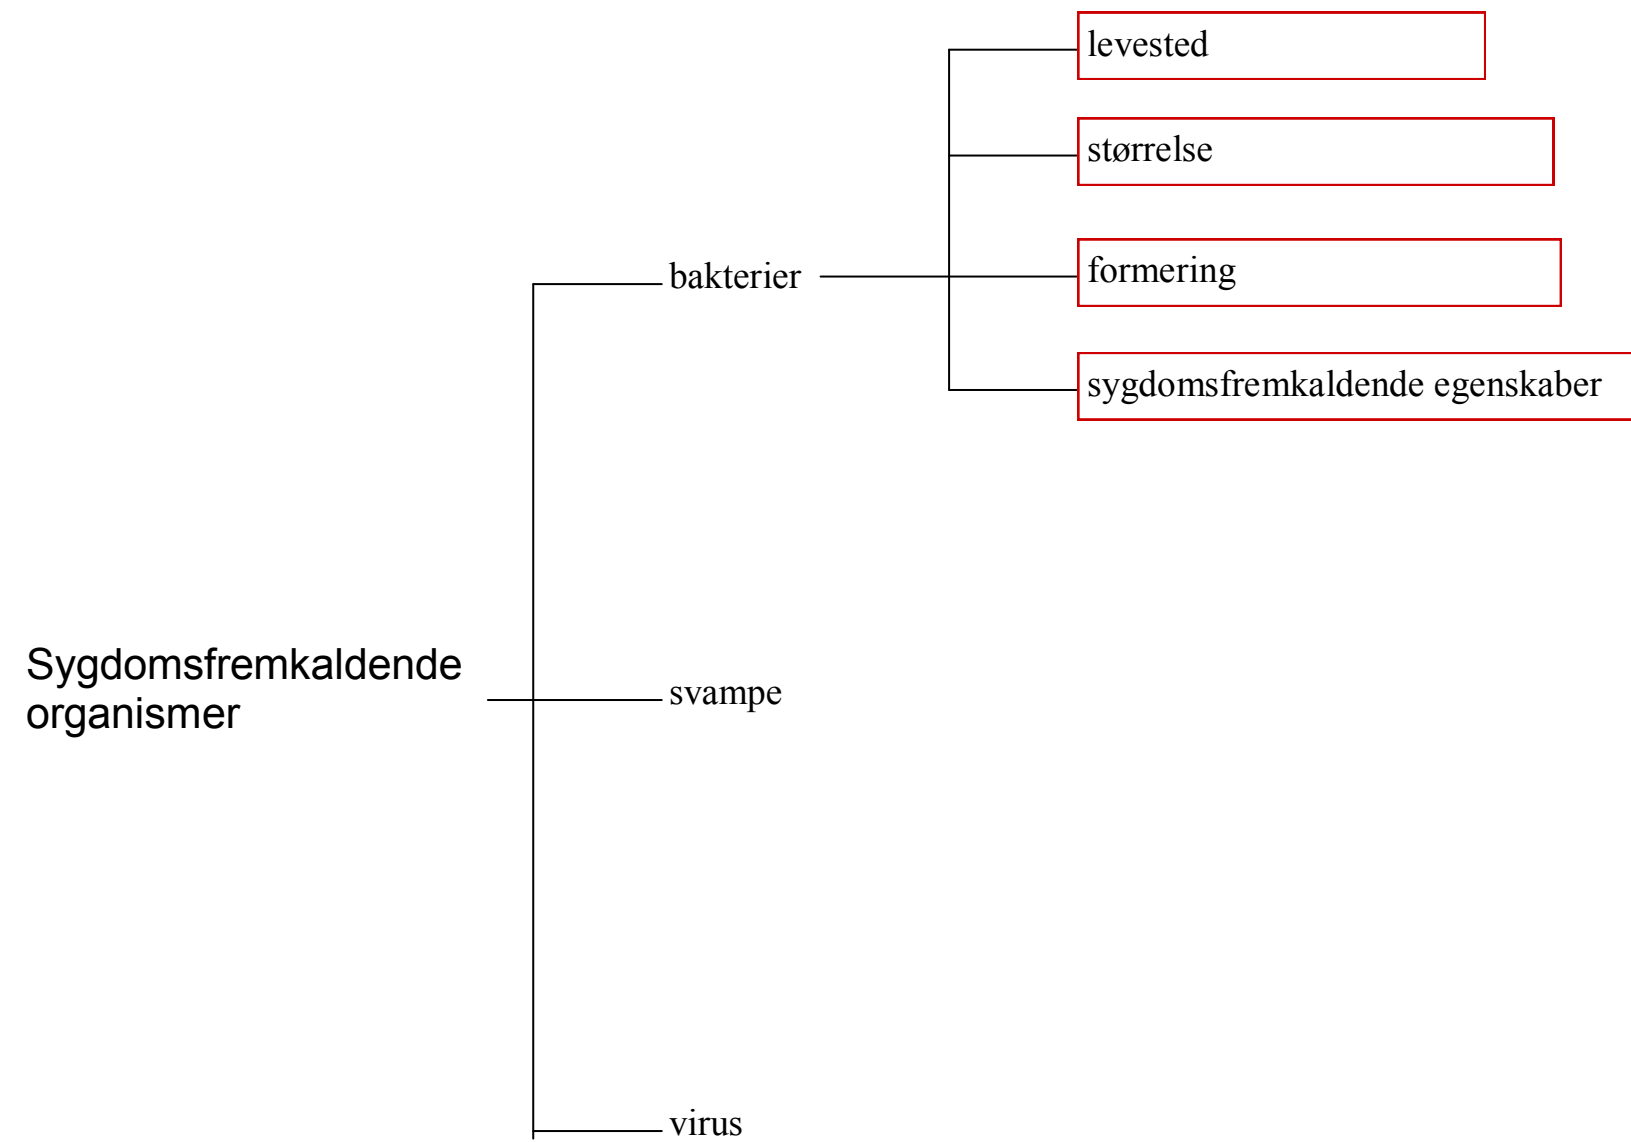 levested
størrelse
formering
sygdomsfremkaldende egenskaber
bakterier
Sygdomsfremkaldende
organismer
svampe
virus